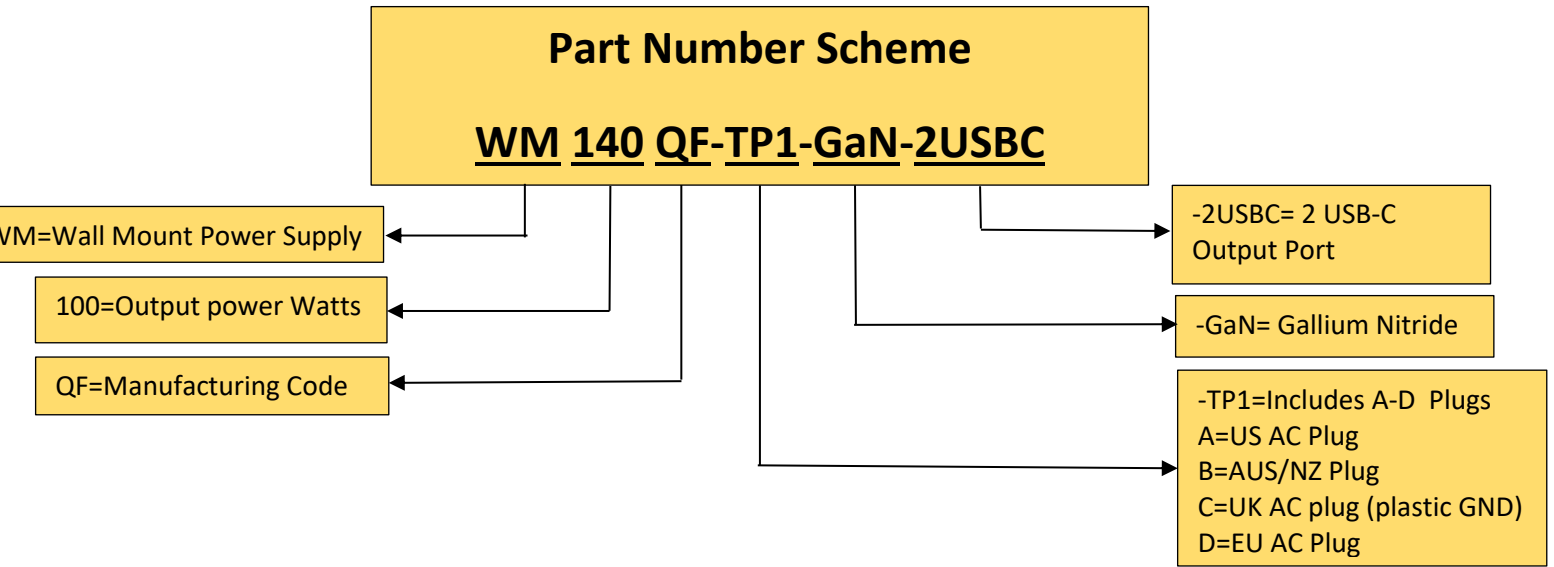 Part Number Scheme
WM 140 QF-TP1-GaN-2USBC
WM=Wall Mount Power Supply
100=Output power Watts
QF=Manufacturing Code
-2USBC= 2 USB-C
Output Port
-GaN= Gallium Nitride
-TP1=Includes A-D Plugs
A=US AC Plug
B=AUS/NZ Plug
C=UK AC plug (plastic GND)
D=EU AC Plug